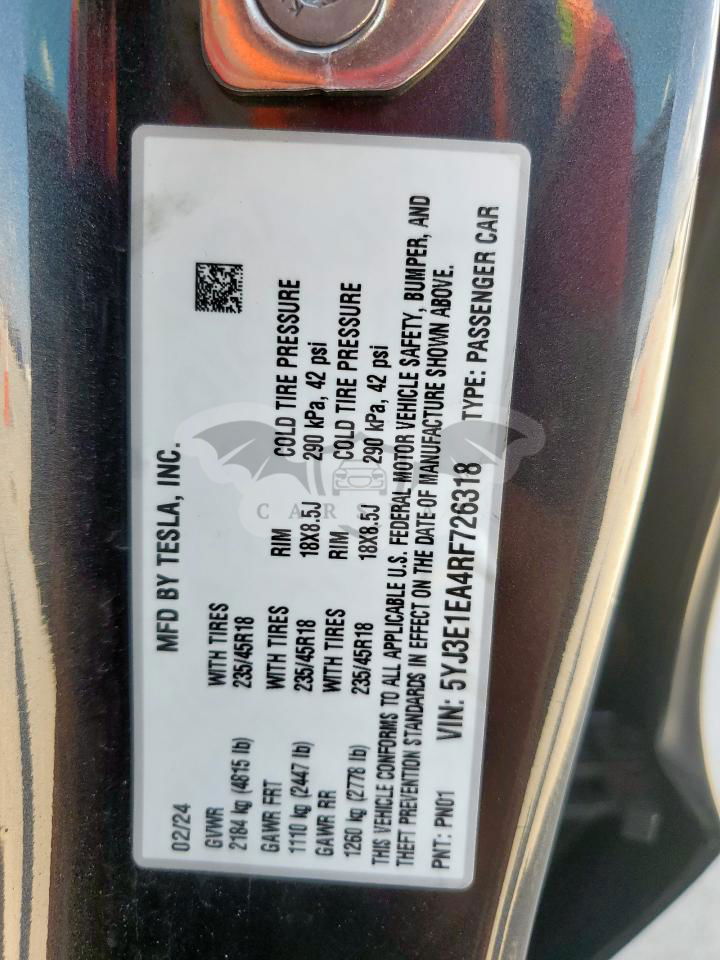 MFD BY TESLA, INC.
02/24
GVWR WITH TIRES
2184 kg (4815 lb) 235/45R18
GAWR FRT WITH TIRES RIM COLD TIRE PRESSURE
1110 kg (2447 lb) 235/45R18 18X8.5J 290 kPa, 42 psi
GAWR RR WITH TIRES RIM COLD TIRE PRESSURE
1260 kg (2778 lb) 235/45R18 18X8.5J 290 kPa, 42 psi
THIS VEHICLE CONFORMS TO ALL APPLICABLE U.S. FEDERAL MOTOR VEHICLE SAFETY, BUMPER, AND
THEFT PREVENTION STANDARDS IN EFFECT ON THE DATE OF MANUFACTURE SHOWN ABOVE.
PNT: PN01 VIN: 5YJ3E1EA4RF726318 TYPE: PASSENGER CAR